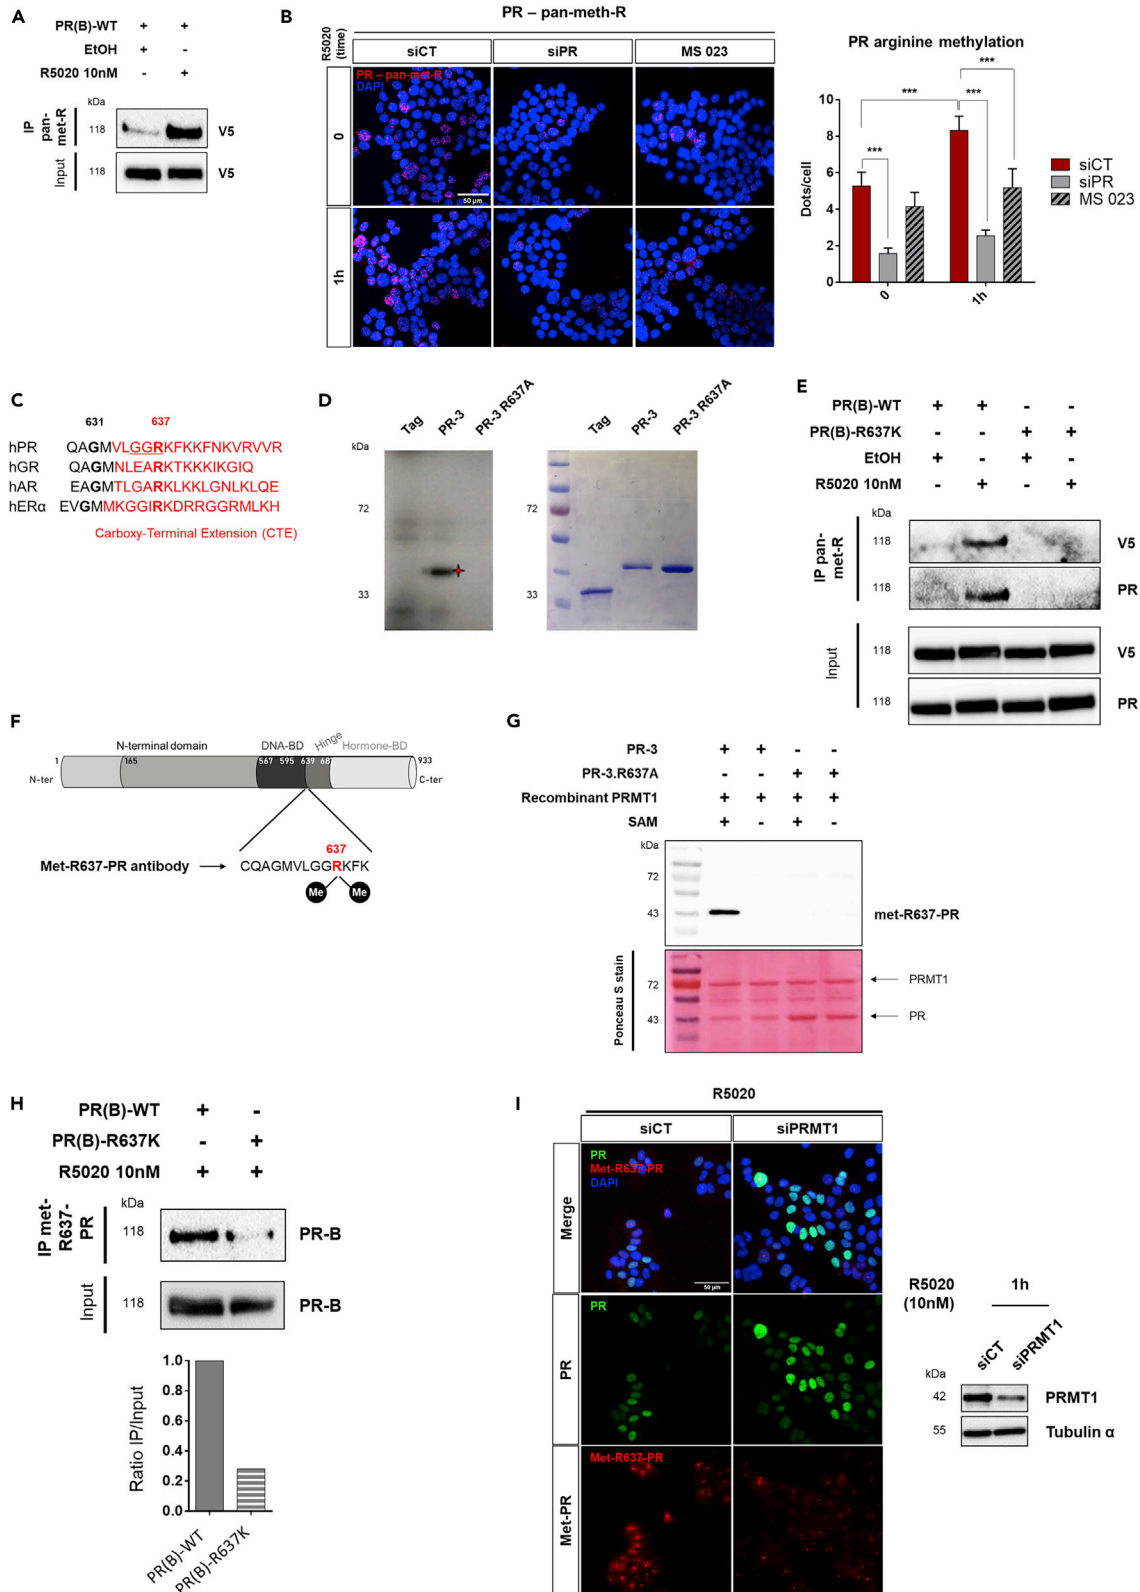 A
PR(B)-WT + +
EtOH + -
R5020 10nM - +
kDa
IP pan-met-R
118
V5
Input
118
V5
B
PR – pan-meth-R
R5020 (time)
siCT siPR MS 023
PR – pan-met-R
DAPI
0
50 µm
1h
PR arginine methylation
*** *** *** ***
Dots/cell
10
8
6
4
2
0
0 1h
siCT
siPR
MS 023
C
631 637
hPR QAGMVLGGRKFKKFNKVRVVR
hGR QAGMNLEARKTKKKIKGIQ
hAR EAGMTLGARKLKKLGNLKLQE
hERα EVGMMKGGIRKDRRGGRMLKH
Carboxy-Terminal Extension (CTE)
D
Tag PR-3 PR-3 R637A
kDa
72
33
Tag PR-3 PR-3 R637A
72
33
E
PR(B)-WT + + - -
PR(B)-R637K - - + +
EtOH + - + -
R5020 10nM - + - +
kDa
IP pan-met-R
118 V5
118 PR
Input
118 V5
118 PR
F
N-terminal domain DNA-BD Hinge Hormone-BD
1 165 567 595 639 687 933
N-ter C-ter
637
Met-R637-PR antibody CQAGMVLGGRKFK
Me Me
G
PR-3 + + - -
PR-3.R637A - - + +
Recombinant PRMT1 + + + +
SAM + - + -
kDa
72
43
met-R637-PR
Ponceau S stain
72
43
PRMT1
PR
H
PR(B)-WT + -
PR(B)-R637K - +
R5020 10nM + +
kDa
IP met-R637-PR
118
PR-B
Input
118
PR-B
Ratio IP/Input
1.0
0.8
0.6
0.4
0.2
0.0
PR(B)-WT
PR(B)-R637K
I
R5020
siCT siPRMT1
Merge
PR
Met-R637-PR
DAPI
50 µm
PR
PR
Met-PR
Met-R637-PR
R5020 (10nM)
1h
siCT siPRMT1
kDa
42 PRMT1
55 Tubulin α